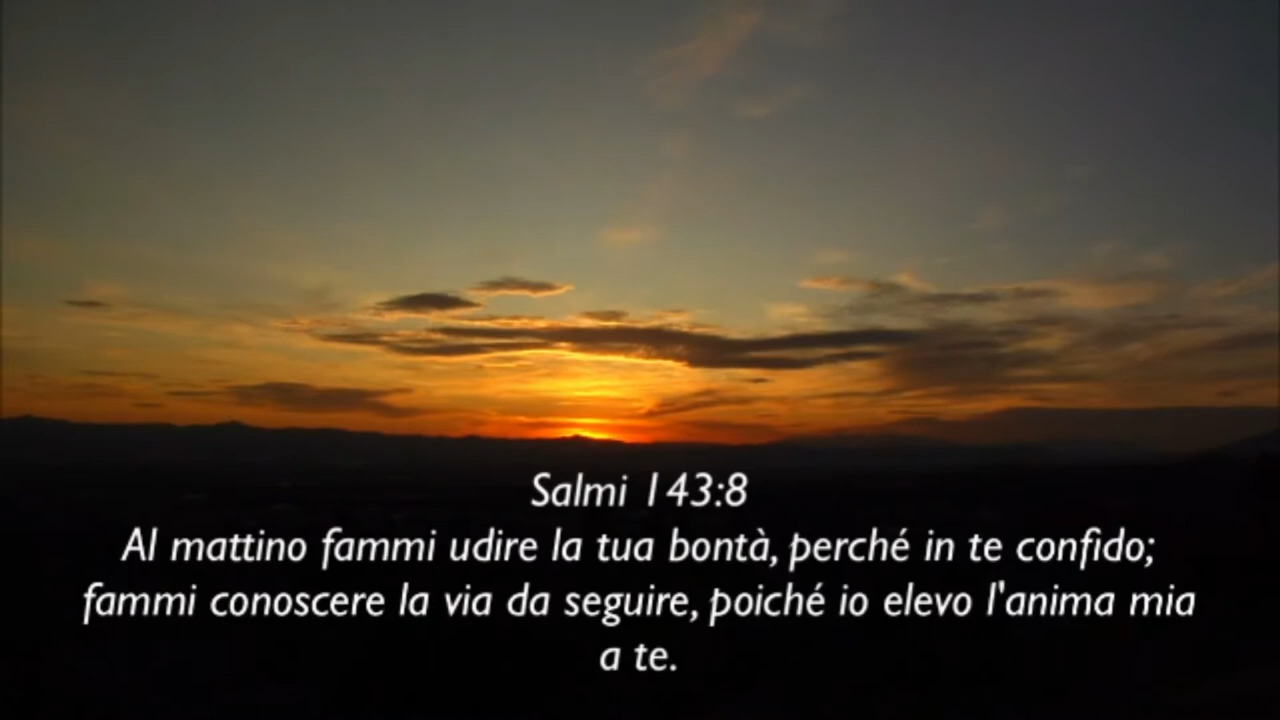 Salmi 143:8
Al mattino fammi udire la tua bontà, perché in te confido;
fammi conoscere la via da seguire, poiché io elevo l'anima mia
a te.